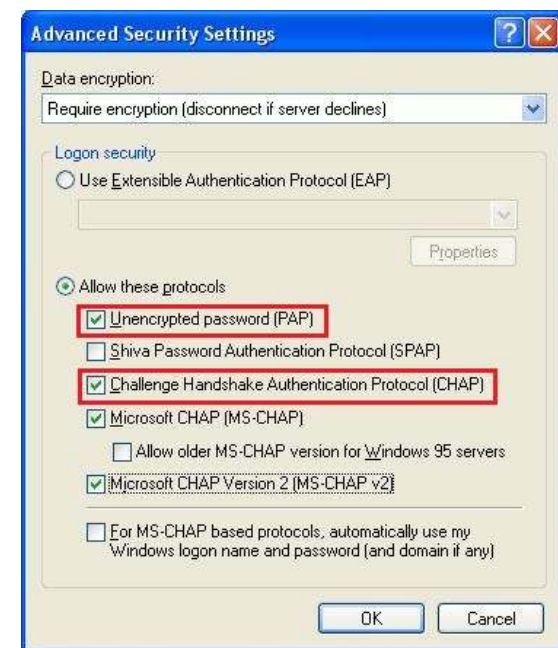 Advanced Security Settings
Data encryption:
Require encryption (disconnect if server declines)
Logon security
Use Extensible Authentication Protocol (EAP)
Properties
Allow these protocols
Unencrypted password (PAP)
Shiva Password Authentication Protocol (SPAP)
Challenge Handshake Authentication Protocol (CHAP)
Microsoft CHAP (MS-CHAP)
Allow older MS-CHAP version for Windows 95 servers
Microsoft CHAP Version 2 (MS-CHAP v2)
For MS-CHAP based protocols, automatically use my
Windows logon name and password (and domain if any)
OK Cancel